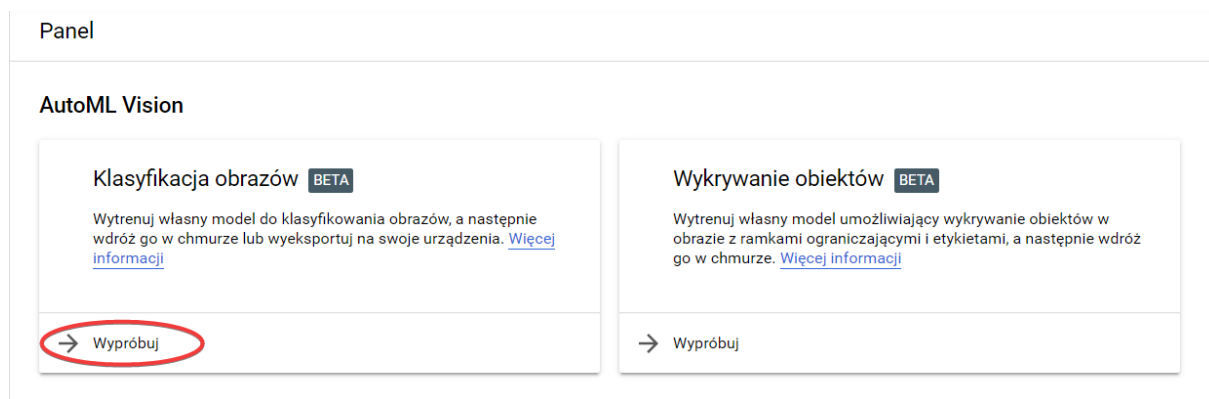 Panel
AutoML Vision
Klasyfikacja obrazów BETA
Wytrenuj własny model do klasyfikowania obrazów, a następnie
wdróż go w chmurze lub wyeksportuj na swoje urządzenia. Więcej
informacji
Wypróbuj
Wykrywanie obiektów BETA
Wytrenuj własny model umożliwiający wykrywanie obiektów w
obrazie z ramkami ograniczającymi i etykietami, a następnie wdróż
go w chmurze. Więcej informacji
Wypróbuj